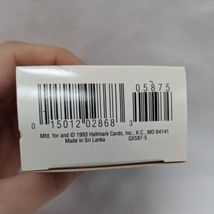 05875
0 15012 02868 3
Mfd. for and © 1993 Hallmark Cards, Inc., K.C., MO 64141
Made in Sri Lanka QX587-5